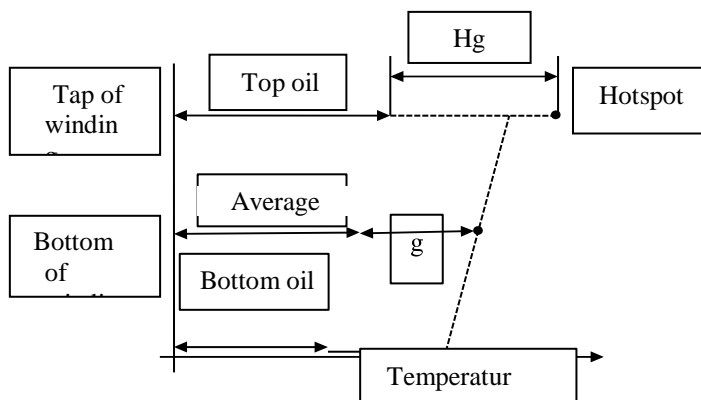 Hg
Top oil
Tap of
windin
Hotspot
Average
g
Bottom
of
Bottom oil
Temperatur